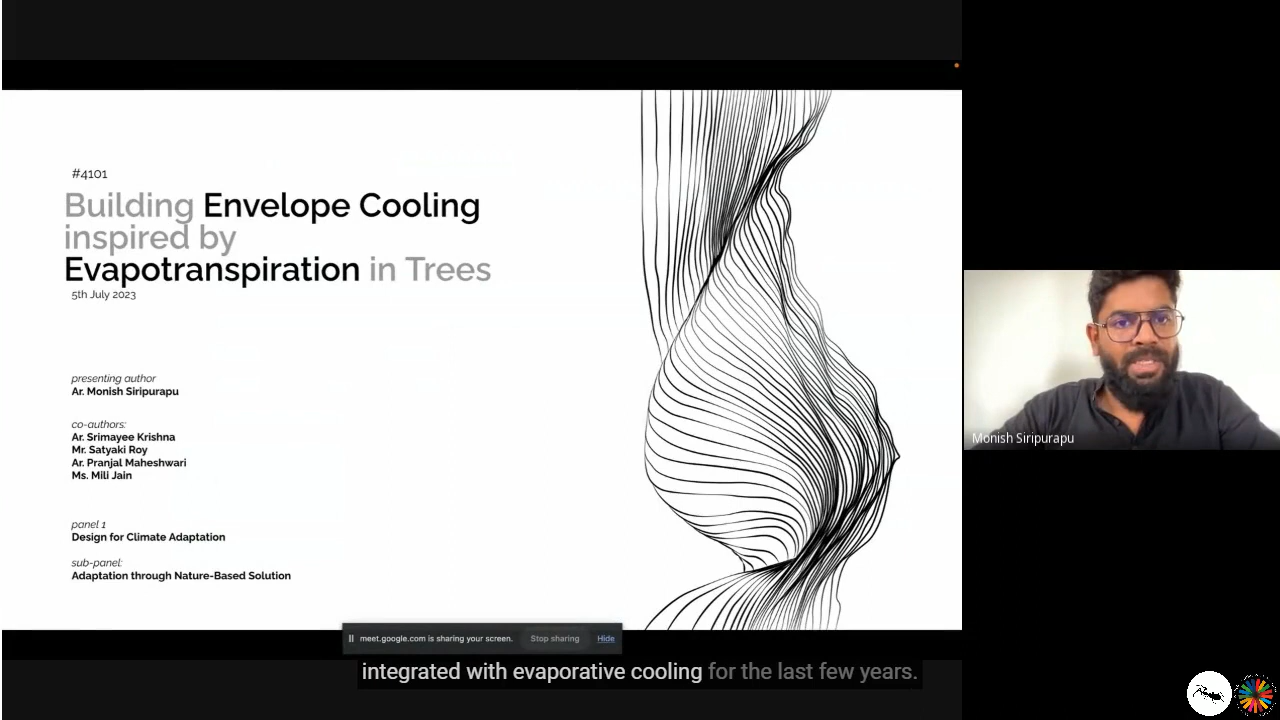 #4101
Building Envelope Cooling
inspired by
Evapotranspiration in Trees
5th July 2023
presenting author
Ar. Monish Siripurapu
co-authors:
Ar. Srimayee Krishna
Mr. Satyaki Roy
Ar. Pranjal Maheshwari
Ms. Mili Jain
panel 1
Design for Climate Adaptation
sub-panel:
Adaptation through Nature-Based Solution
Monish Siripurapu
meet.google.com is sharing your screen. Stop sharing Hide
integrated with evaporative cooling for the last few years.